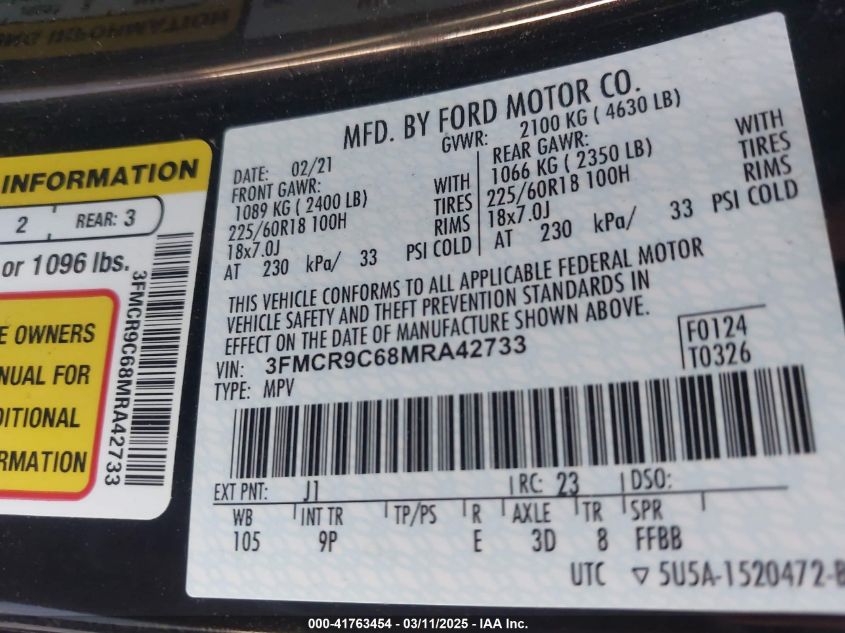 INFORMATION
2 REAR: 3
or 1096 lbs.
OWNERS
FOR
3FMCR9C68MRA42733
MFD. BY FORD MOTOR CO.
DATE: 02/21 GVWR: 2100 KG ( 4630 LB)
FRONT GAWR: WITH
1089 KG ( 2400 LB) TIRES
225/60R18 100H RIMS
18x7.0J
AT 230 kPa/ 33 PSI COLD
REAR GAWR: WITH
1066 KG ( 2350 LB) TIRES
225/60R18 100H RIMS
18x7.0J
AT 230 kPa/ 33 PSI COLD
THIS VEHICLE CONFORMS TO ALL APPLICABLE FEDERAL MOTOR
VEHICLE SAFETY AND THEFT PREVENTION STANDARDS IN
EFFECT ON THE DATE OF MANUFACTURE SHOWN ABOVE.
VIN: 3FMCR9C68MRA42733
TYPE: MPV
F0124
T0326
EXT PNT: J1 RC: 23 DSO:
WB INT TR TP/PS R AXLE TR SPR
105 9P E 3D 8 FFBB
UTC ▽ 5U5A-1520472-B
000-41763454 - 03/11/2025 - IAA Inc.